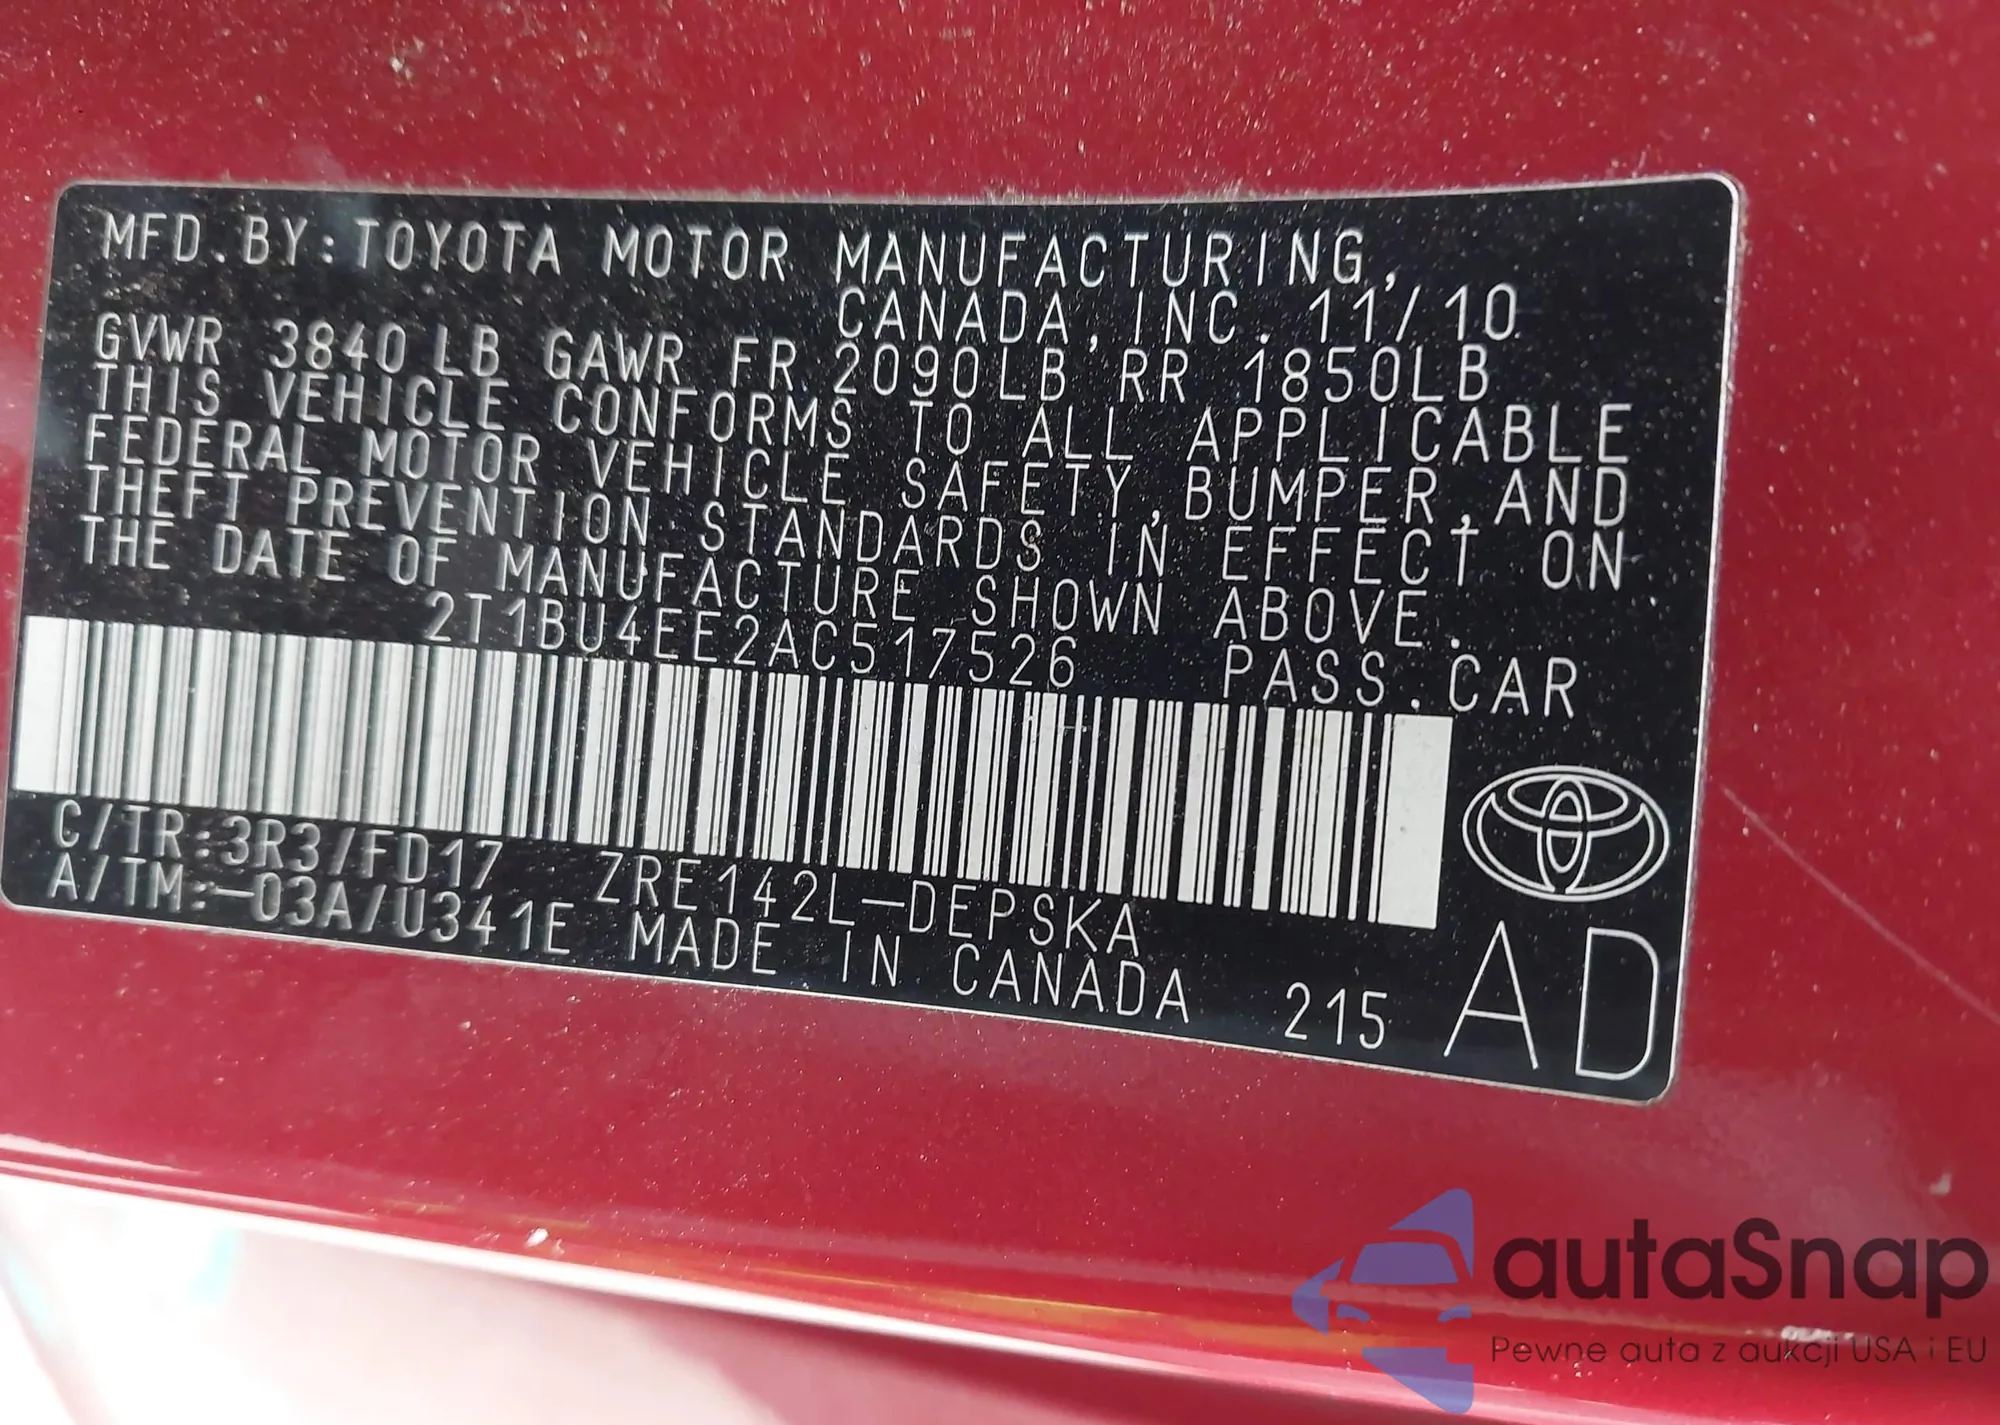 MFD.BY:TOYOTA MOTOR MANUFACTURING,
CANADA,INC. 11/10
GVWR 3840LB GAWR FR 2090LB RR 1850LB
THIS VEHICLE CONFORMS TO ALL APPLICABLE
FEDERAL MOTOR VEHICLE SAFETY,BUMPER,AND
THEFT PREVENTION STANDARDS IN EFFECT ON
THE DATE OF MANUFACTURE SHOWN ABOVE.
2T1BU4EE2AC517526 PASS.CAR
C/TR:3R3/FD17 ZRE142L-DEPSKA
A/TM:-03A/U341E MADE IN CANADA 215 AD
autaSnap
Pewne auta z aukcji USA i EU